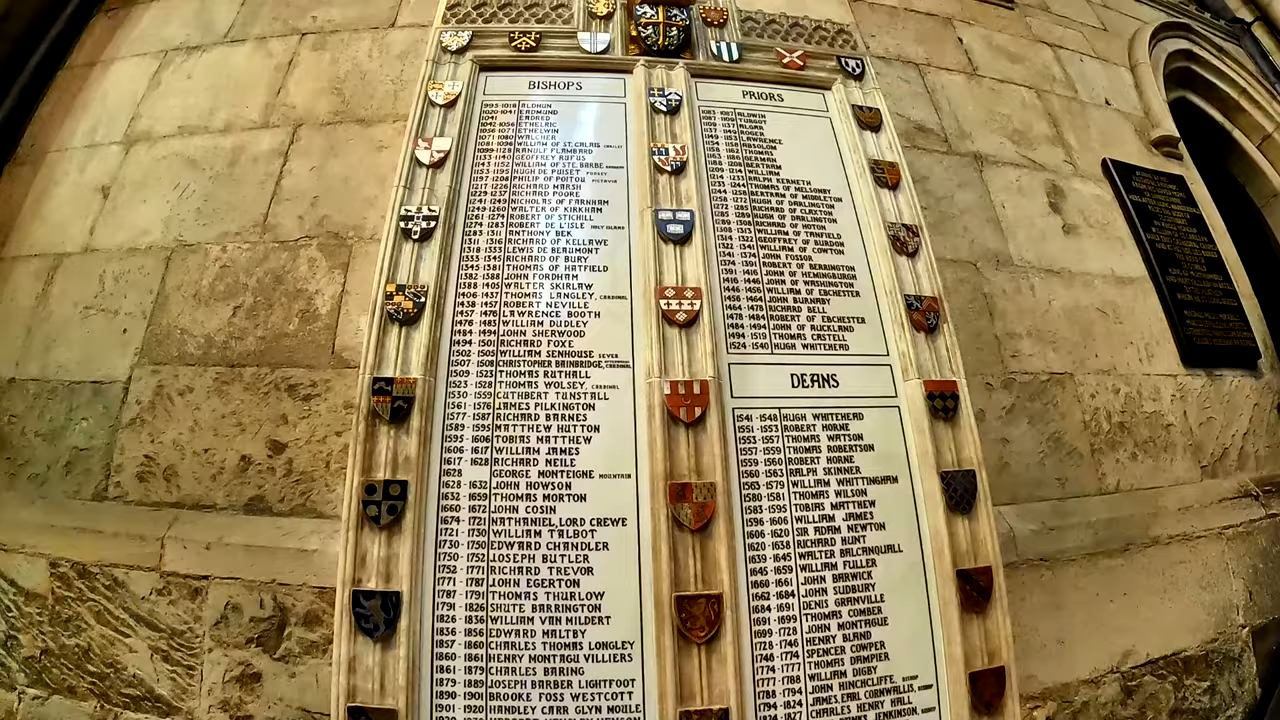 BISHOPS
995-1018 ALDHUN
1020-1041 EADMUND
1041 EADRED
1042-1056 ETHELRIC
1056-1071 ETHELWIN
1071-1080 WALCHER
1081-1096 WILLIAM OF ST. CALAIS
1099-1128 RANULF FLAMBARD
1133-1140 GEOFFREY RUFUS
1143-1152 WILLIAM OF STE. BARBE
1153-1195 HUGH DE PUISET PUDSEY
1197-1208 PHILIP OF POITOU PICTAVIA
1217-1226 RICHARD MARSH
1229-1237 RICHARD POORE
1241-1249 NICHOLAS OF FARNHAM
1249-1260 WALTER OF KIRKHAM
1261-1274 ROBERT OF STICHILL
1274-1283 ROBERT DE L'ISLE HOLY ISLAND
1283-1311 ANTHONY BEK
1311-1316 RICHARD OF KELLAWE
1318-1333 LEWIS DE BEAUMONT
1333-1345 RICHARD OF BURY
1345-1381 THOMAS OF HATFIELD
1382-1388 JOHN FORDHAM
1388-1405 WALTER SKIRLAW
1406-1437 THOMAS LANGLEY, CARDINAL
1438-1457 ROBERT NEVILLE
1457-1476 LAWRENCE BOOTH
1476-1483 WILLIAM DUDLEY
1484-1494 JOHN SHERWOOD
1494-1501 RICHARD FOXE
1502-1505 WILLIAM SENHOUSE SEVER
1507-1508 CHRISTOPHER BAINBRIDGE, AFTERWARDS CARDINAL
1509-1523 THOMAS RUTHALL
1523-1528 THOMAS WOLSEY, CARDINAL
1530-1559 CUTHBERT TUNSTALL
1561-1576 JAMES PILKINGTON
1577-1587 RICHARD BARNES
1589-1595 MATTHEW HUTTON
1595-1606 TOBIAS MATTHEW
1606-1617 WILLIAM JAMES
1617-1628 RICHARD NEILE
1628 GEORGE MONTEIGNE MOUNTAIN
1628-1632 JOHN HOWSON
1632-1659 THOMAS MORTON
1660-1672 JOHN COSIN
1674-1721 NATHANIEL, LORD CREWE
1721-1730 WILLIAM TALBOT
1730-1750 EDWARD CHANDLER
1750-1752 JOSEPH BUTLER
1752-1771 RICHARD TREVOR
1771-1787 JOHN EGERTON
1787-1791 THOMAS THURLOW
1791-1826 SHUTE BARRINGTON
1826-1836 WILLIAM VAN MILDERT
1836-1856 EDWARD MALTBY
1857-1860 CHARLES THOMAS LONGLEY
1860-1861 HENRY MONTAGU VILLIERS
1861-1879 CHARLES BARING
1879-1889 JOSEPH BARBER LIGHTFOOT
1890-1901 BROOKE FOSS WESTCOTT
1901-1920 HANDLEY CARR GLYN MOULE
PRIORS
1083-1087 ALDWIN
1087-1109 TURGOT
1109-1137 ALGAR
1137-1149 ROGER
1149-1153 LAWRENCE
1154-1158 ABSOLOM
1158-1162 THOMAS
1163-1186 GERMAN
1188-1208 BERTRAM
1209-1214 WILLIAM
1214-1233 RALPH KERNETH
1233-1244 THOMAS OF MELSONBY
1244-1258 BERTRAM OF MIDDLETON
1258-1272 HUGH OF DARLINGTON
1272-1285 RICHARD OF CLAXTON
1285-1289 HUGH OF DARLINGTON
1289-1308 RICHARD OF HOTON
1308-1313 WILLIAM OF TANFIELD
1314-1322 GEOFFREY OF BURDON
1322-1341 WILLIAM OF COWTON
1341-1374 JOHN FOSSOR
1374-1391 ROBERT OF BERRINGTON
1391-1416 JOHN OF HEMINGBURGH
1416-1446 JOHN OF WASHINGTON
1446-1456 WILLIAM OF EBCHESTER
1456-1464 JOHN BURNABY
1464-1478 RICHARD BELL
1478-1484 ROBERT OF EBCHESTER
1484-1494 JOHN OF AUCKLAND
1494-1519 THOMAS CASTELL
1524-1540 HUGH WHITEHEAD
DEANS
1541-1548 HUGH WHITEHEAD
1551-1553 ROBERT HORNE
1553-1557 THOMAS WATSON
1557-1559 THOMAS ROBERTSON
1559-1560 ROBERT HORNE
1560-1563 RALPH SKINNER
1563-1579 WILLIAM WHITTINGHAM
1580-1581 THOMAS WILSON
1583-1595 TOBIAS MATTHEW
1596-1606 WILLIAM JAMES
1606-1620 SIR ADAM NEWTON
1620-1638 RICHARD HUNT
1639-1645 WALTER BALCANQUALL
1645-1659 WILLIAM FULLER
1660-1661 JOHN BARWICK
1662-1684 JOHN SUDBURY
1684-1691 DENIS GRANVILLE
1691-1699 THOMAS COMBER
1699-1728 JOHN MONTAGUE
1728-1746 HENRY BLAND
1746-1774 SPENCER COWPER
1774-1777 THOMAS DAMPIER
1777-1788 WILLIAM DIGBY
1788-1794 JOHN HINCHCLIFFE, BISHOP
1794-1824 JAMES, EARL CORNWALLIS, BISHOP
1824-1827 CHARLES HENRY HALL
JENKINSON, BISHOP